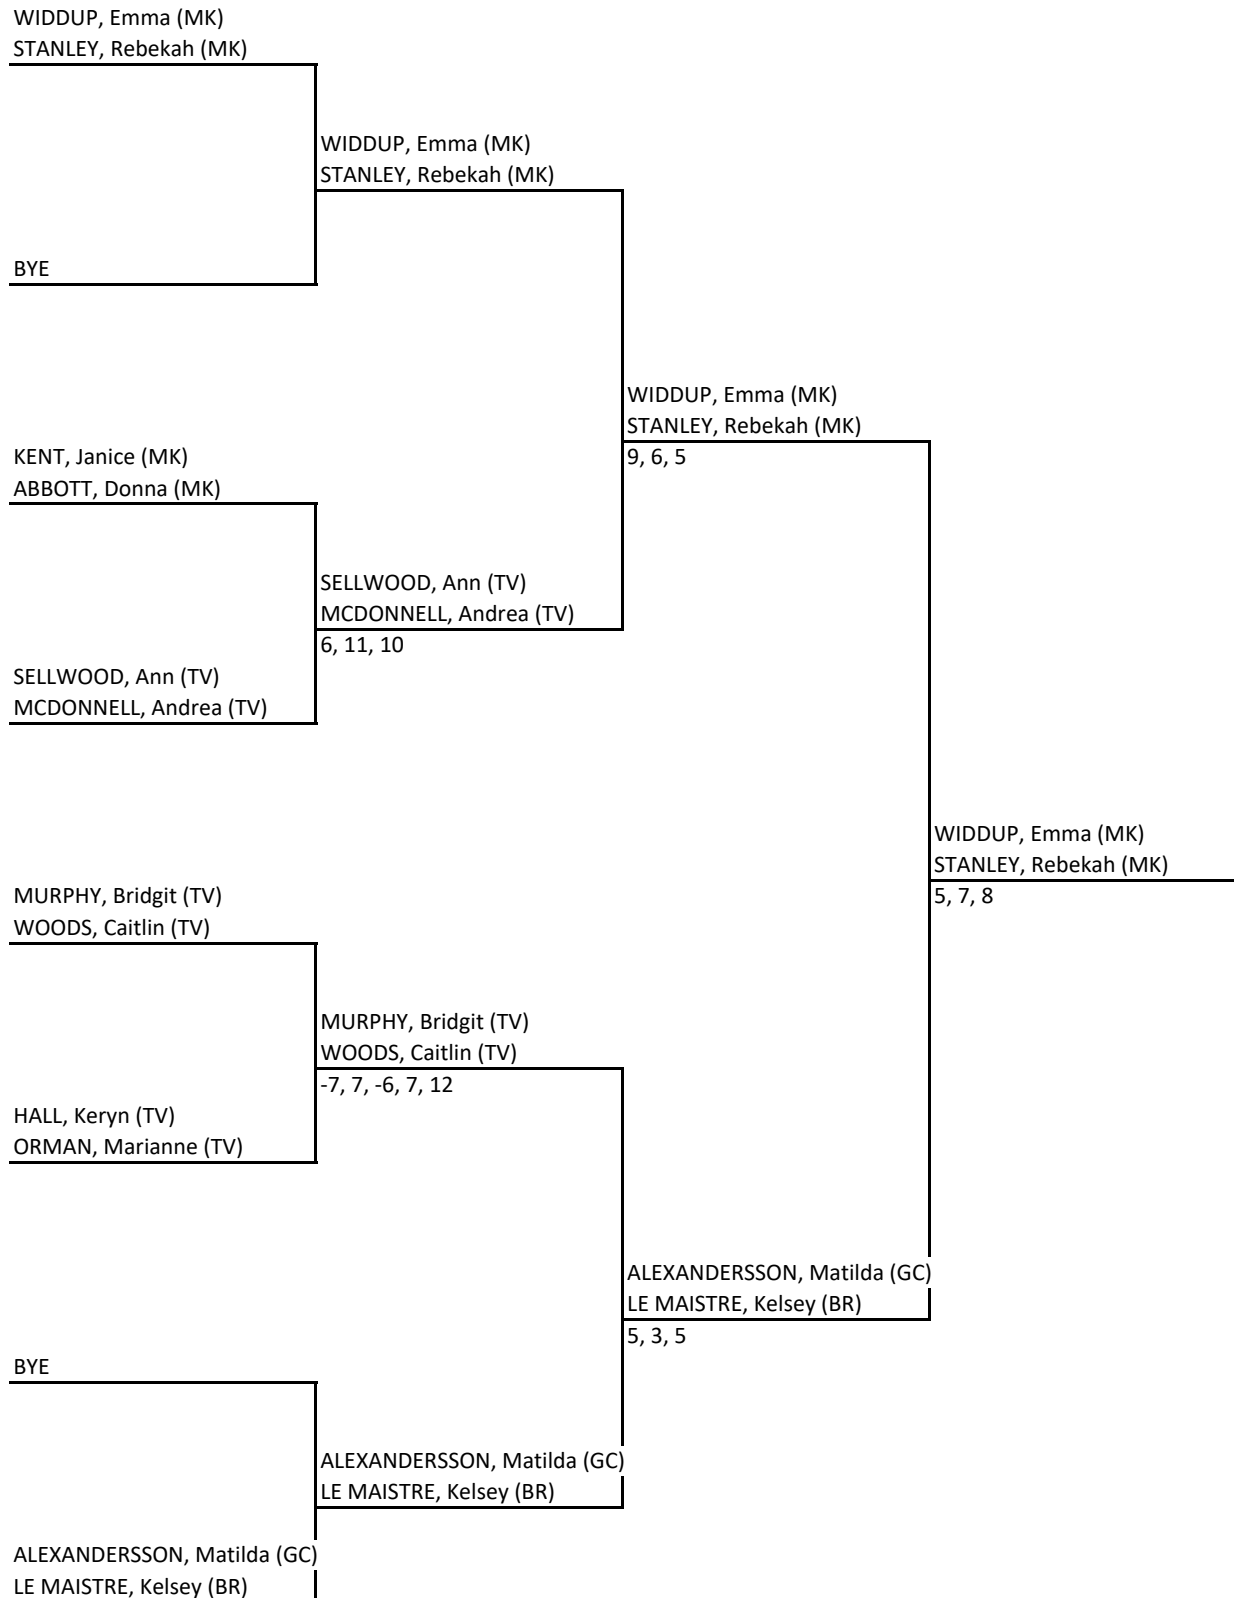 WIDDUP, Emma (MK)
STANLEY, Rebekah (MK)
WIDDUP, Emma (MK)
STANLEY, Rebekah (MK)
BYE
WIDDUP, Emma (MK)
STANLEY, Rebekah (MK)
9, 6, 5
KENT, Janice (MK)
ABBOTT, Donna (MK)
SELLWOOD, Ann (TV)
MCDONNELL, Andrea (TV)
6, 11, 10
SELLWOOD, Ann (TV)
MCDONNELL, Andrea (TV)
WIDDUP, Emma (MK)
STANLEY, Rebekah (MK)
5, 7, 8
MURPHY, Bridgit (TV)
WOODS, Caitlin (TV)
MURPHY, Bridgit (TV)
WOODS, Caitlin (TV)
-7, 7, -6, 7, 12
HALL, Keryn (TV)
ORMAN, Marianne (TV)
ALEXANDERSSON, Matilda (GC)
LE MAISTRE, Kelsey (BR)
5, 3, 5
BYE
ALEXANDERSSON, Matilda (GC)
LE MAISTRE, Kelsey (BR)
ALEXANDERSSON, Matilda (GC)
LE MAISTRE, Kelsey (BR)